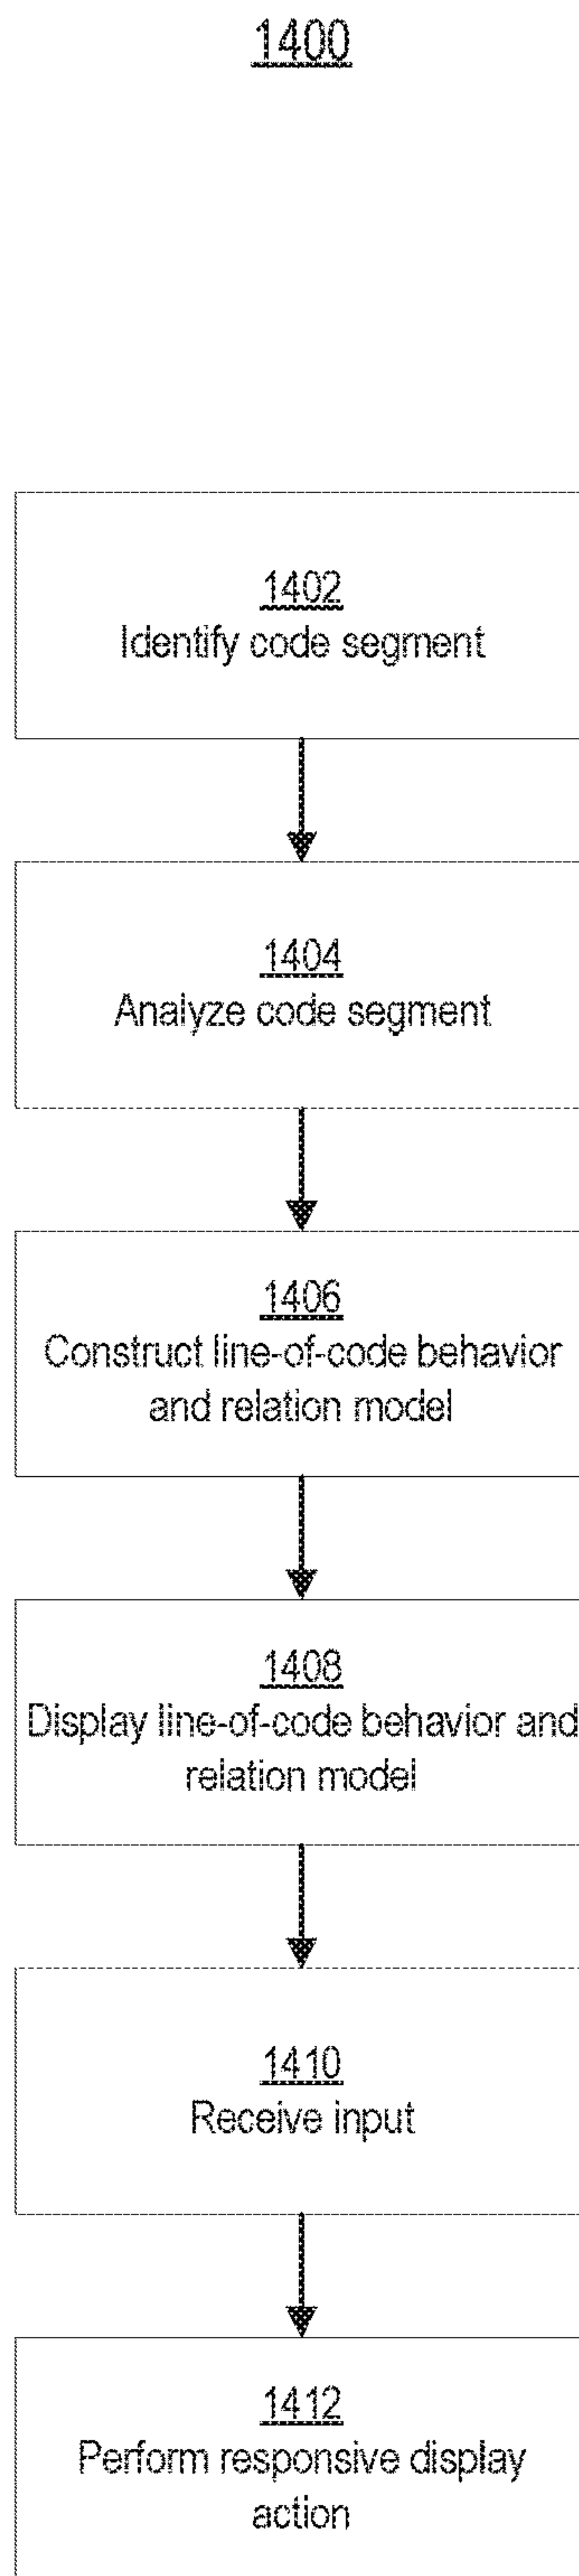 1400
1402
Identify code segment
1404
Analyze code segment
1406
Construct line-of-code behavior
and relation model
1408
Display line-of-code behavior and
relation model
1410
Receive input
1412
Perform responsive display
action